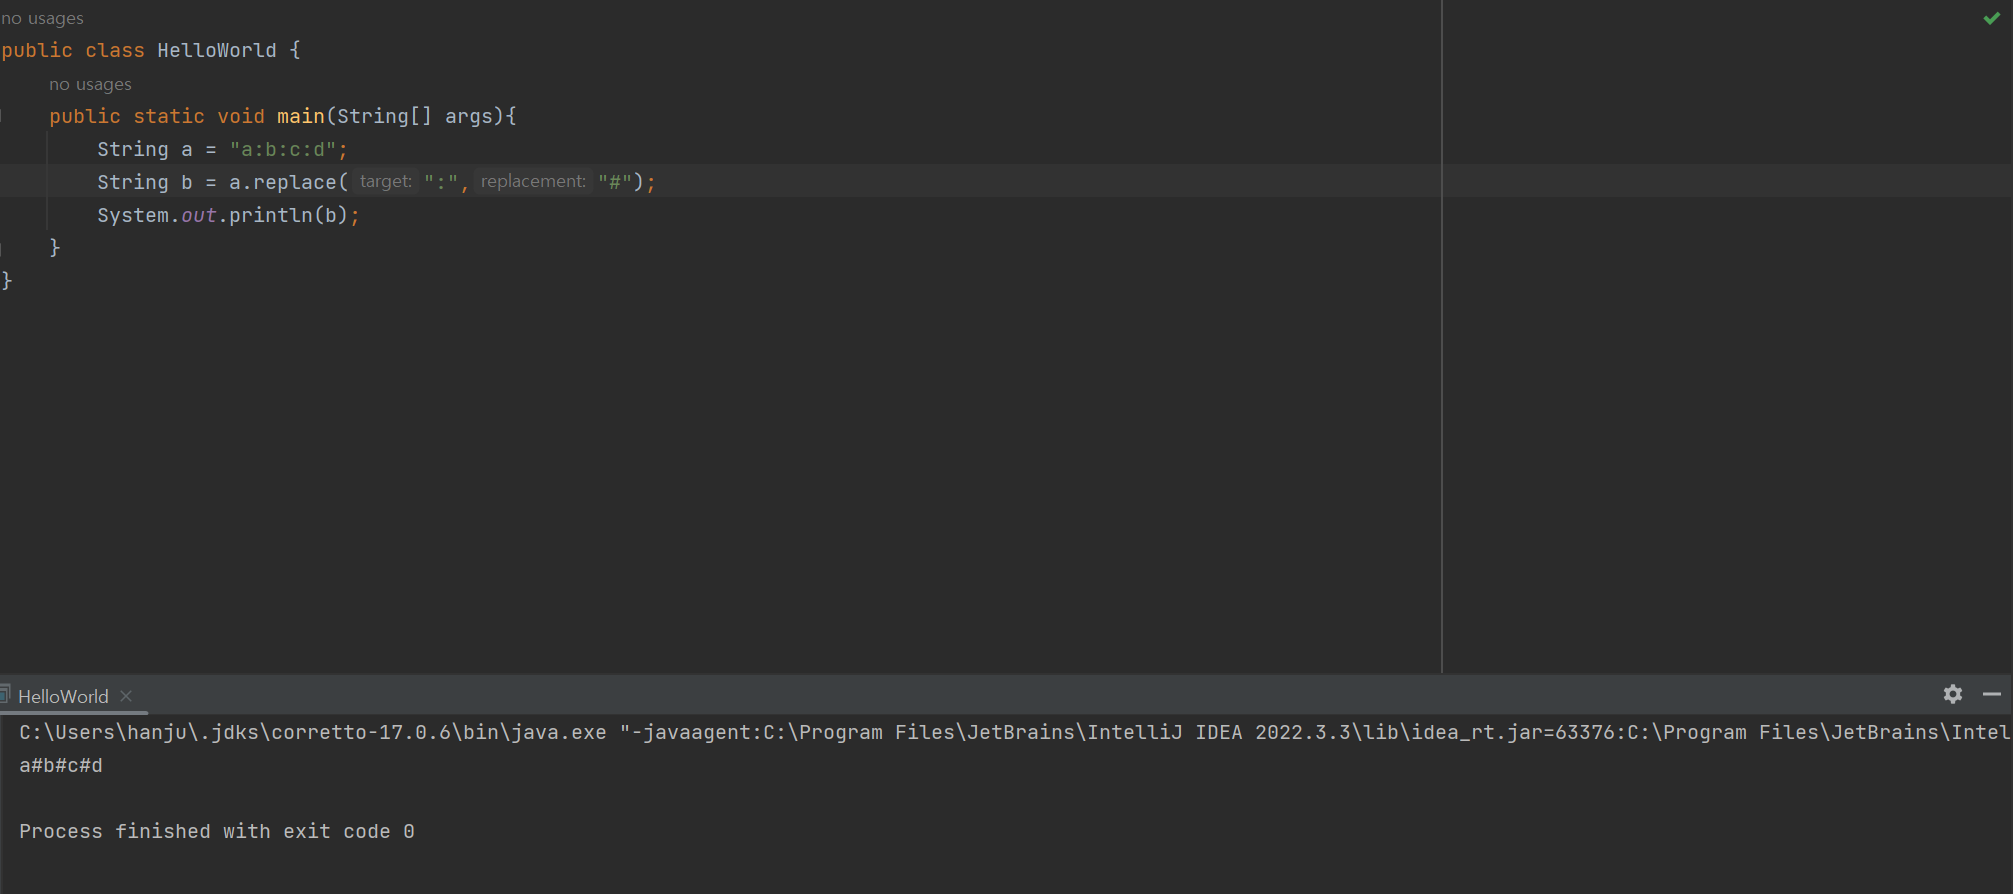 no usages
public class HelloWorld {
no usages
public static void main(String[] args){
String a = "a:b:c:d";
String b = a.replace( target: ":", replacement: "#");
System.out.println(b);
}
}
HelloWorld
C:\Users\hanju\.jdks\corretto-17.0.6\bin\java.exe "-javaagent:C:\Program Files\JetBrains\IntelliJ IDEA 2022.3.3\lib\idea_rt.jar=63376:C:\Program Files\JetBrains\Intel
a#b#c#d
Process finished with exit code 0